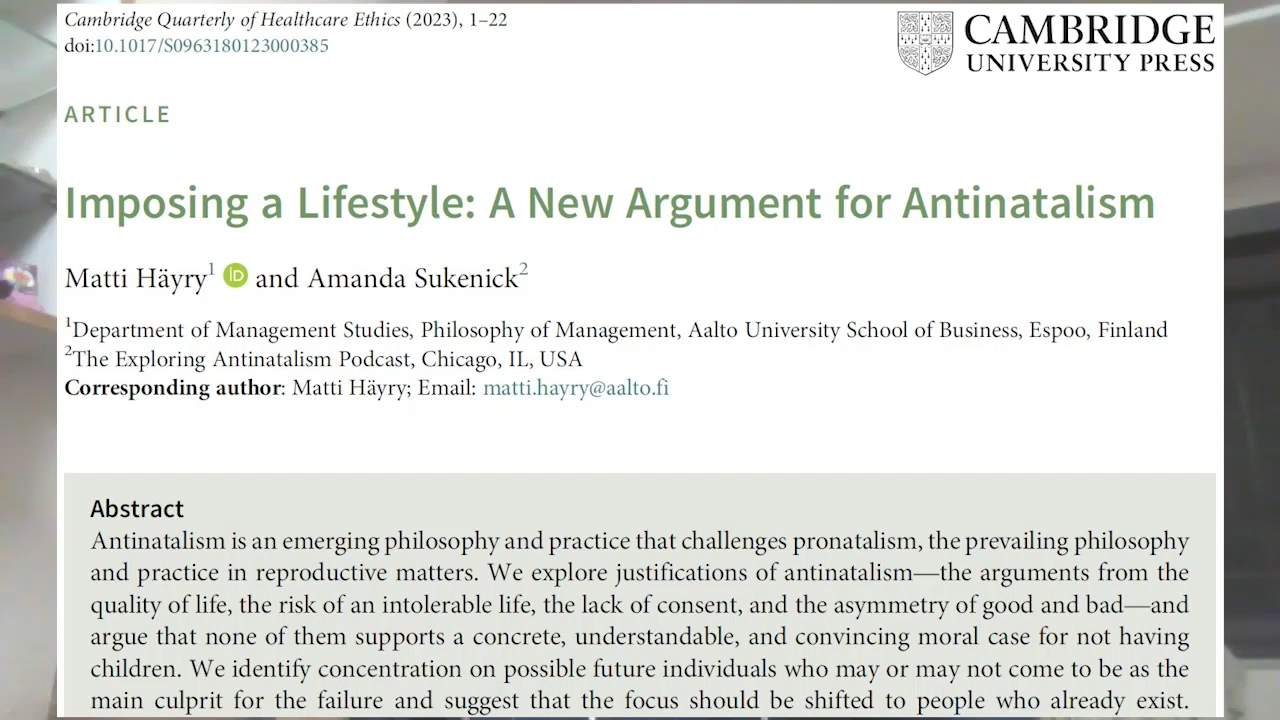 Cambridge Quarterly of Healthcare Ethics (2023), 1–22
doi:10.1017/S0963180123000385
CAMBRIDGE
UNIVERSITY PRESS
ARTICLE
Imposing a Lifestyle: A New Argument for Antinatalism
Matti Häyry1 iD and Amanda Sukenick2
1Department of Management Studies, Philosophy of Management, Aalto University School of Business, Espoo, Finland
2The Exploring Antinatalism Podcast, Chicago, IL, USA
Corresponding author: Matti Häyry; Email: matti.hayry@aalto.fi
Abstract
Antinatalism is an emerging philosophy and practice that challenges pronatalism, the prevailing philosophy
and practice in reproductive matters. We explore justifications of antinatalism—the arguments from the
quality of life, the risk of an intolerable life, the lack of consent, and the asymmetry of good and bad—and
argue that none of them supports a concrete, understandable, and convincing moral case for not having
children. We identify concentration on possible future individuals who may or may not come to be as the
main culprit for the failure and suggest that the focus should be shifted to people who already exist.